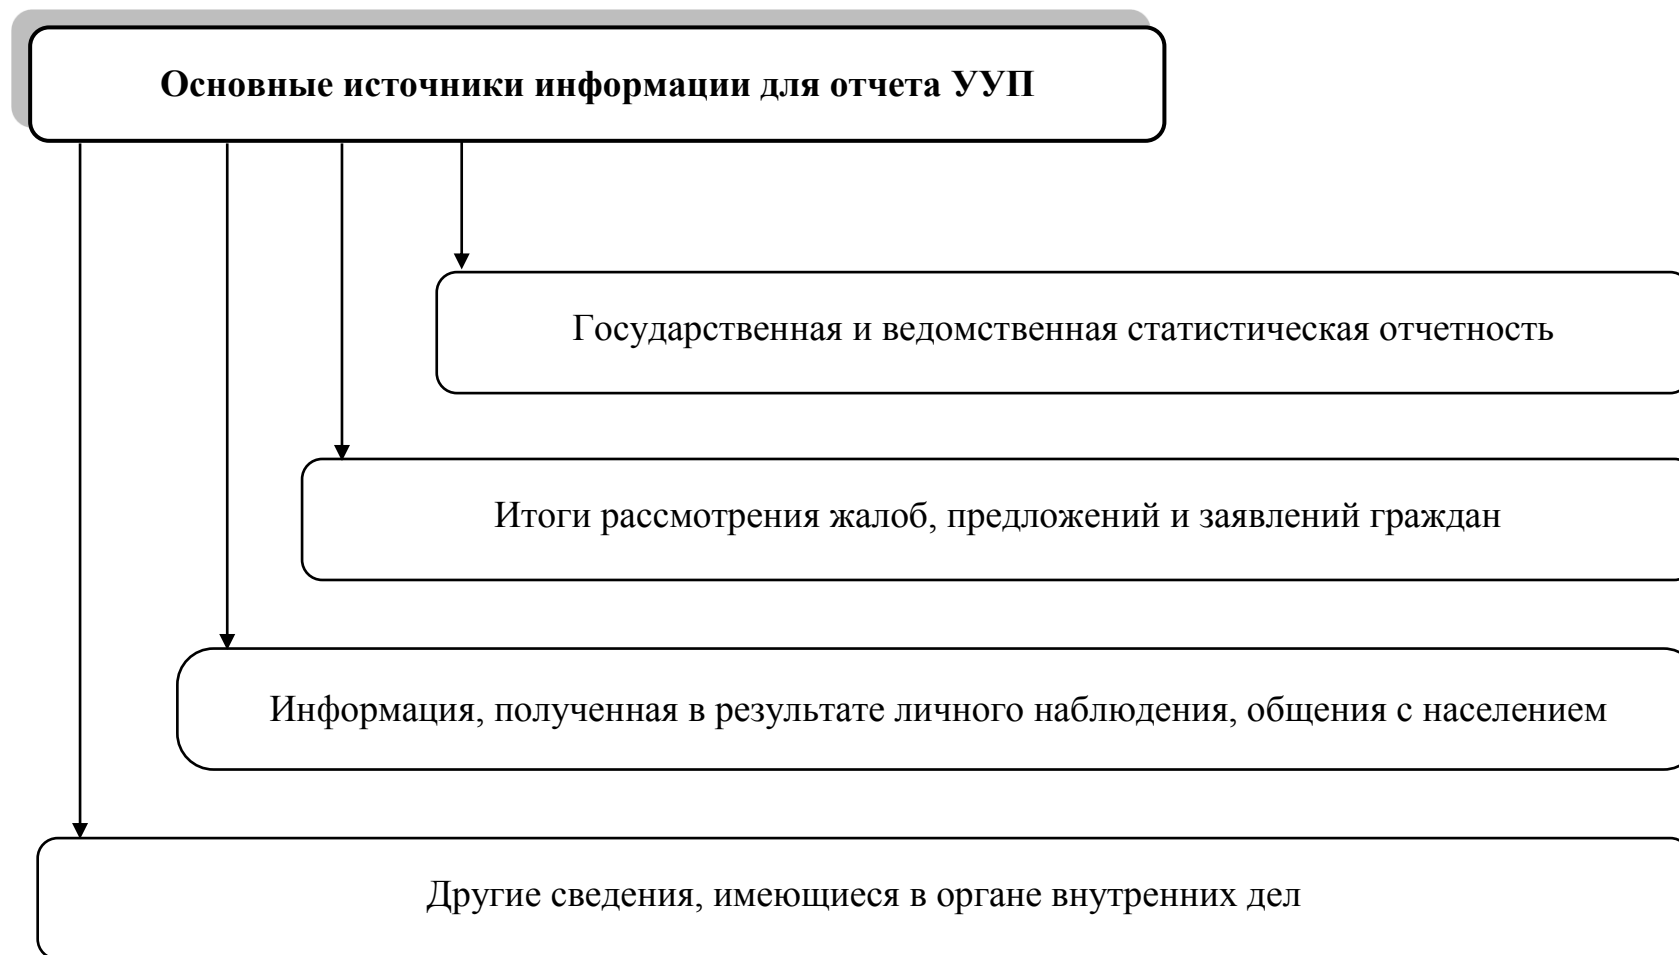 Основные источники информации для отчета УУП
Государственная и ведомственная статистическая отчетность
Итоги рассмотрения жалоб, предложений и заявлений граждан
Информация, полученная в результате личного наблюдения, общения с населением
Другие сведения, имеющиеся в органе внутренних дел